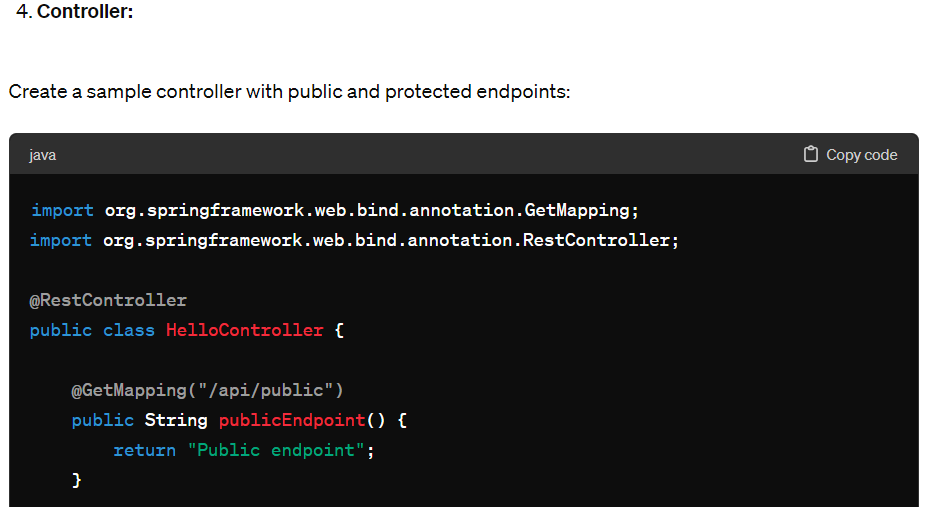 4. Controller:
Create a sample controller with public and protected endpoints:
java
Copy code
import org.springframework.web.bind.annotation.GetMapping;
import org.springframework.web.bind.annotation.RestController;
@RestController
public class HelloController {
@GetMapping("/api/public")
public String publicEndpoint() {
return "Public endpoint";
}